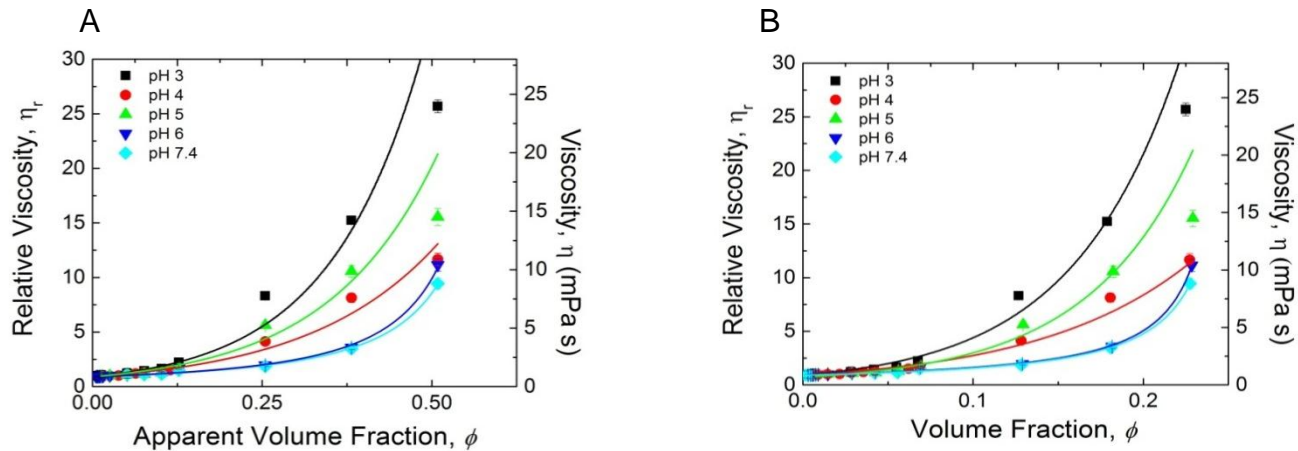 A
30
25
20
15
10
5
0
Relative Viscosity, ηr
pH 3
pH 4
pH 5
pH 6
pH 7.4
25
20
15
10
5
0
Viscosity, η (mPa s)
0.00
0.25
0.50
Apparent Volume Fraction, ϕ
B
30
25
20
15
10
5
0
Relative Viscosity, ηr
pH 3
pH 4
pH 5
pH 6
pH 7.4
25
20
15
10
5
0
Viscosity, η (mPa s)
0.0
0.1
0.2
Volume Fraction, ϕ